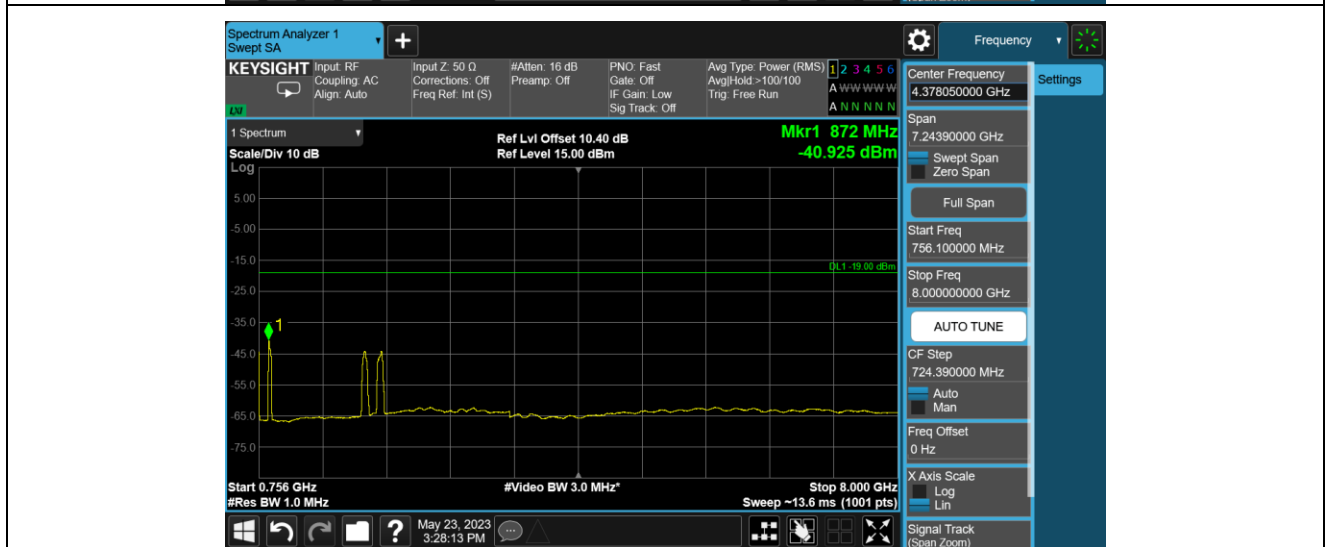 (Span Zoom)
Spectrum Analyzer 1
Swept SA
Frequency
KEYSIGHT
Input: RF
Coupling: AC
Align: Auto
LXI
Input Z: 50 Ω
Corrections: Off
Freq Ref: Int (S)
#Atten: 16 dB
Preamp: Off
PNO: Fast
Gate: Off
IF Gain: Low
Sig Track: Off
Avg Type: Power (RMS)
Avg|Hold:>100/100
Trig: Free Run
1 2 3 4 5 6
A W W W W W
A N N N N N
1 Spectrum
Scale/Div 10 dB
Log
Ref Lvl Offset 10.40 dB
Ref Level 15.00 dBm
Mkr1 872 MHz
-40.925 dBm
5.00
-5.00
-15.0
DL1 -19.00 dBm
-25.0
-35.0
1
-45.0
-55.0
-65.0
-75.0
Start 0.756 GHz
#Video BW 3.0 MHz*
Stop 8.000 GHz
#Res BW 1.0 MHz
Sweep ~13.6 ms (1001 pts)
?
May 23, 2023
3:28:13 PM
Center Frequency
4.378050000 GHz
Settings
Span
7.24390000 GHz
Swept Span
Zero Span
Full Span
Start Freq
756.100000 MHz
Stop Freq
8.000000000 GHz
AUTO TUNE
CF Step
724.390000 MHz
Auto
Man
Freq Offset
0 Hz
X Axis Scale
Log
Lin
Signal Track
(Span Zoom)